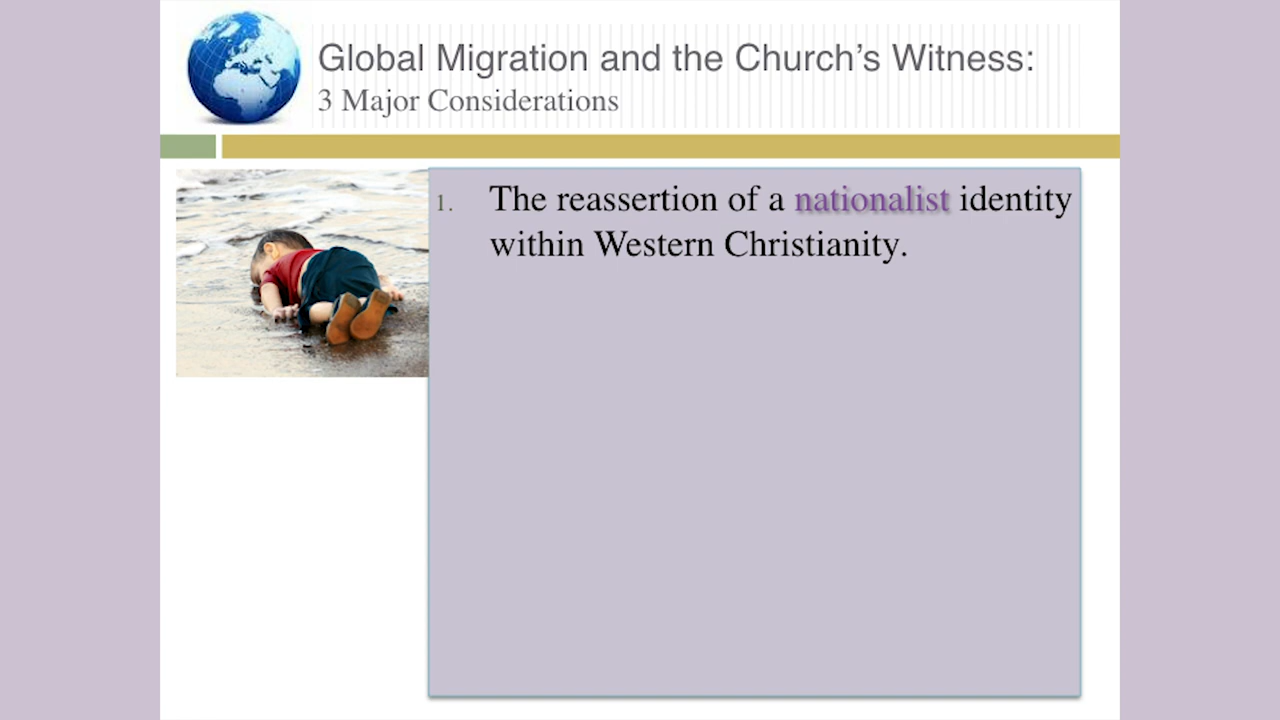 Global Migration and the Church’s Witness:
3 Major Considerations
1. The reassertion of a nationalist identity
within Western Christianity.